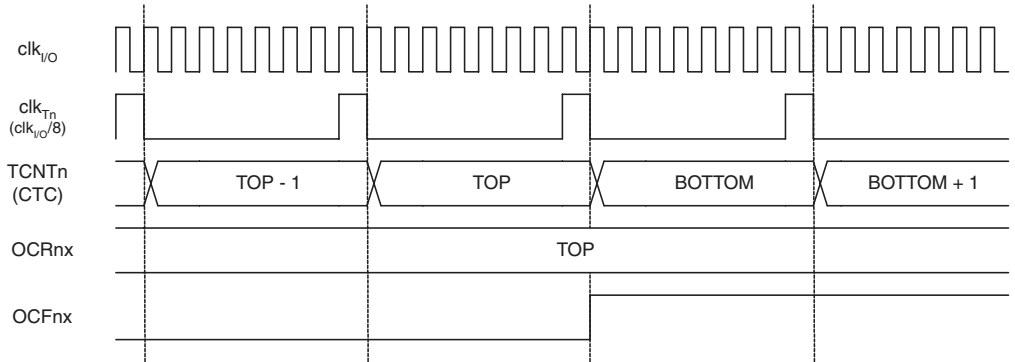 clkI/O
clkTn
(clkI/O/8)
TCNTn
(CTC)
TOP - 1
TOP
BOTTOM
BOTTOM + 1
OCRnx
TOP
OCFnx